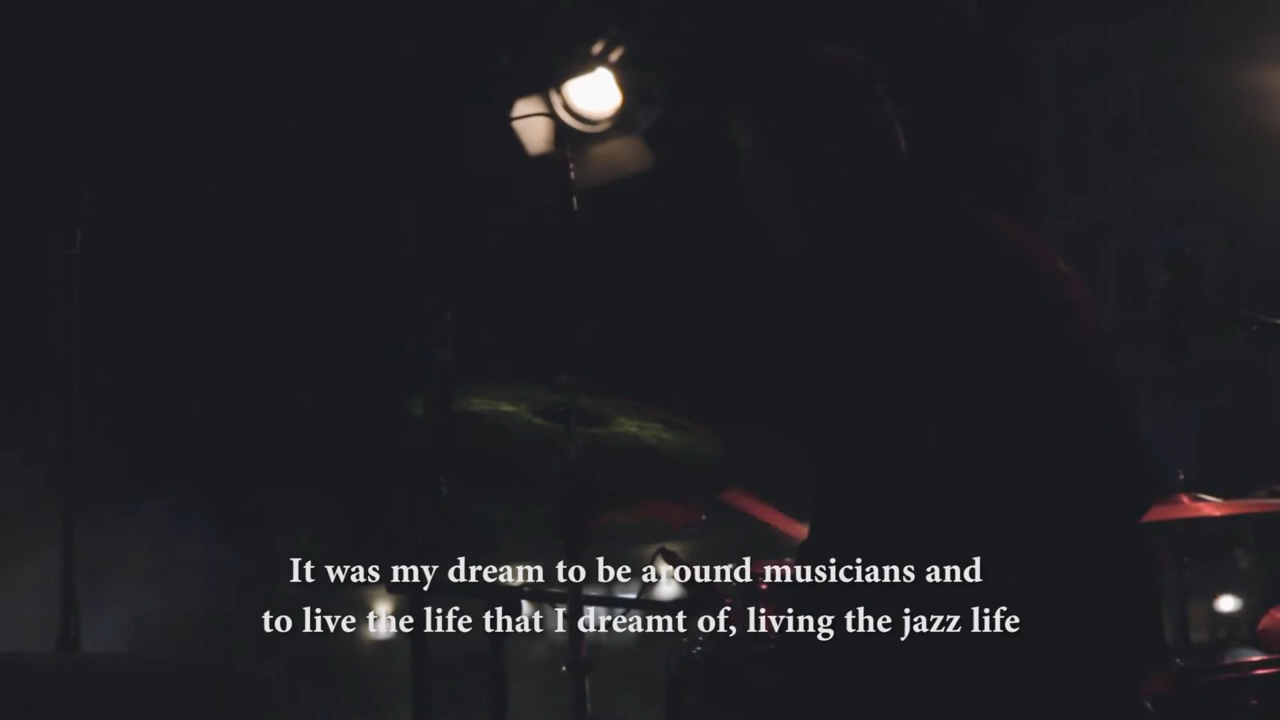 It was my dream to be around musicians and
to live the life that I dreamt of, living the jazz life